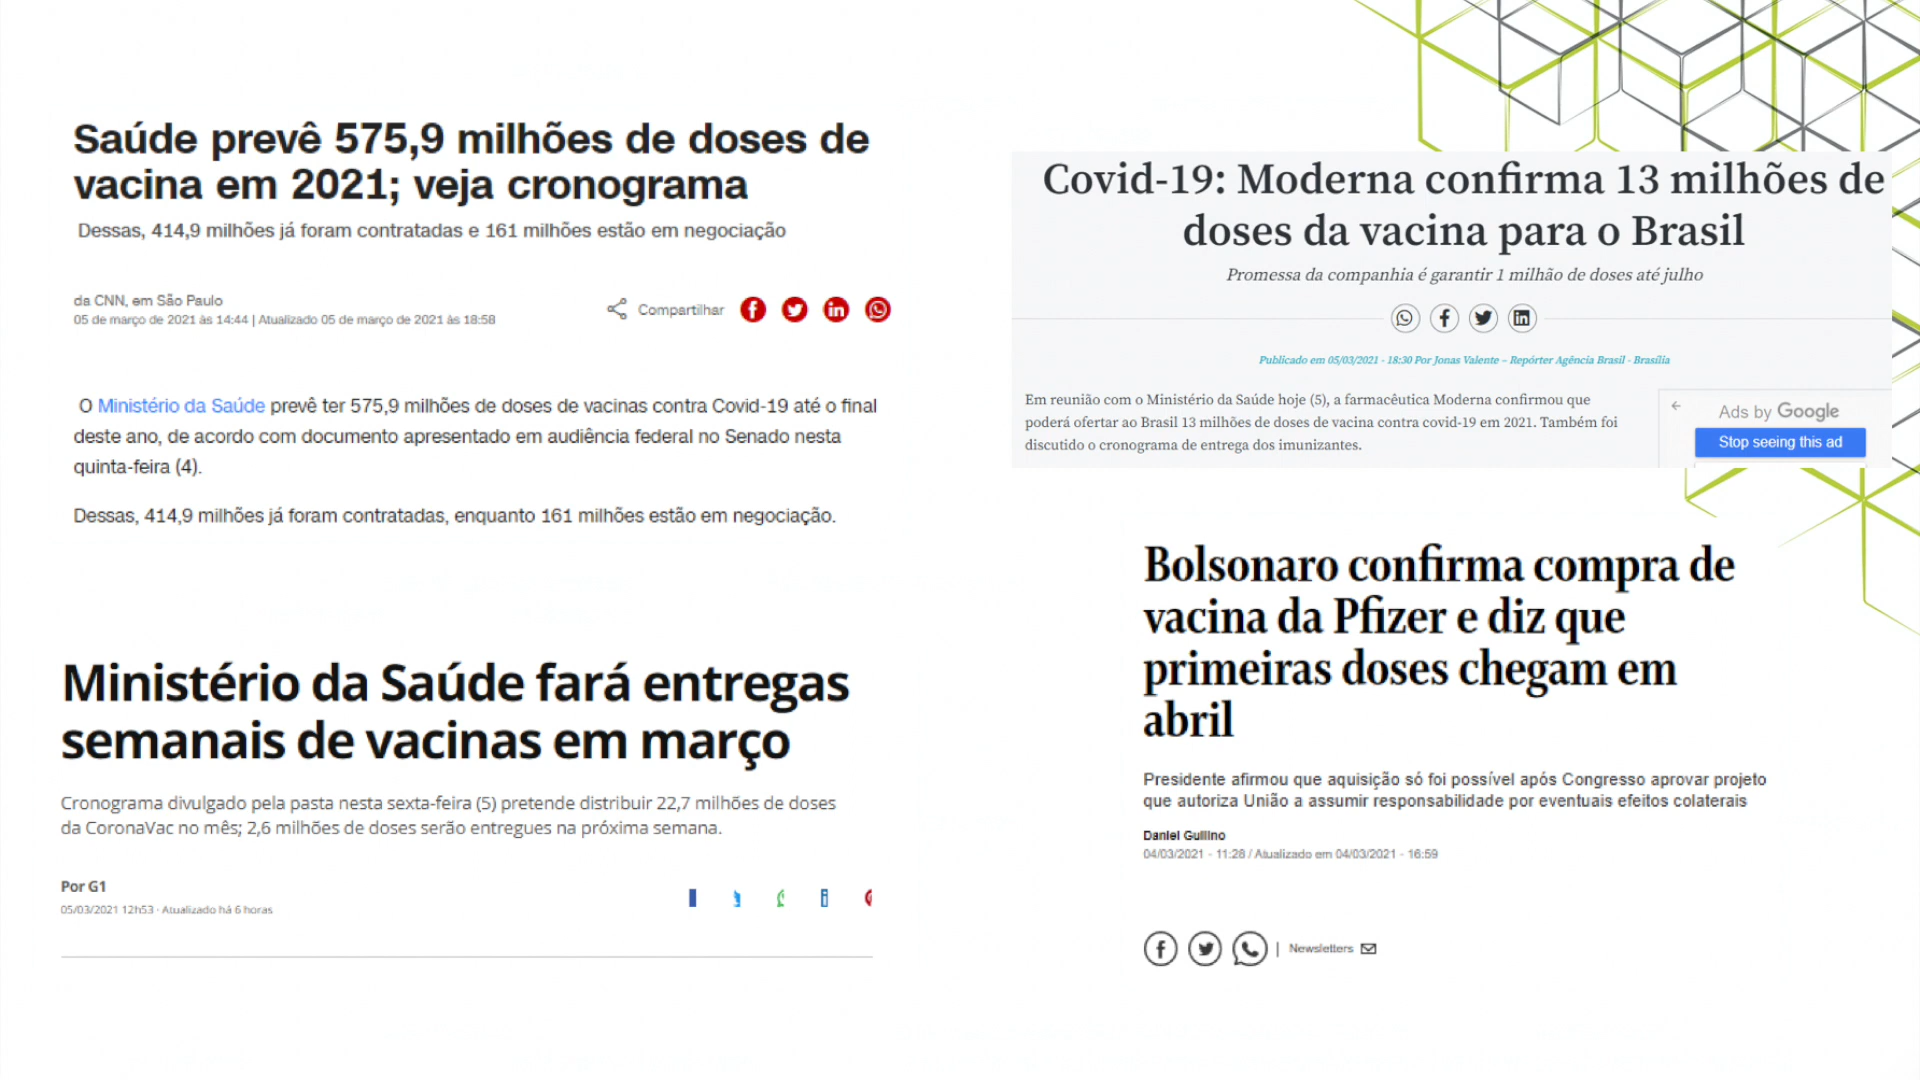 Saúde prevê 575,9 milhões de doses de
vacina em 2021; veja cronograma
Dessas, 414,9 milhões já foram contratadas e 161 milhões estão em negociação
da CNN, em São Paulo
05 de março de 2021 às 14:44 | Atualizado 05 de março de 2021 às 18:58
Compartilhar
O Ministério da Saúde prevê ter 575,9 milhões de doses de vacinas contra Covid-19 até o final
deste ano, de acordo com documento apresentado em audiência federal no Senado nesta
quinta-feira (4).
Dessas, 414,9 milhões já foram contratadas, enquanto 161 milhões estão em negociação.
Ministério da Saúde fará entregas
semanais de vacinas em março
Cronograma divulgado pela pasta nesta sexta-feira (5) pretende distribuir 22,7 milhões de doses
da CoronaVac no mês; 2,6 milhões de doses serão entregues na próxima semana.
Por G1
05/03/2021 12h53 · Atualizado há 6 horas
Covid-19: Moderna confirma 13 milhões de
doses da vacina para o Brasil
Promessa da companhia é garantir 1 milhão de doses até julho
Publicado em 05/03/2021 - 18:30 Por Jonas Valente – Repórter Agência Brasil - Brasília
Em reunião com o Ministério da Saúde hoje (5), a farmacêutica Moderna confirmou que
poderá ofertar ao Brasil 13 milhões de doses de vacina contra covid-19 em 2021. Também foi
discutido o cronograma de entrega dos imunizantes.
Ads by Google
Stop seeing this ad
Bolsonaro confirma compra de
vacina da Pfizer e diz que
primeiras doses chegam em
abril
Presidente afirmou que aquisição só foi possível após Congresso aprovar projeto
que autoriza União a assumir responsabilidade por eventuais efeitos colaterais
Daniel Gullino
04/03/2021 - 11:28 / Atualizado em 04/03/2021 - 16:59
| Newsletters